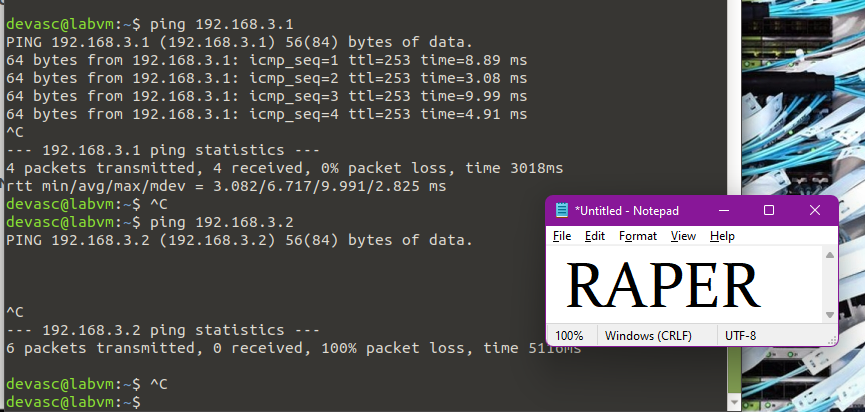 devasc@labvm:~$ ping 192.168.3.1
PING 192.168.3.1 (192.168.3.1) 56(84) bytes of data.
64 bytes from 192.168.3.1: icmp_seq=1 ttl=253 time=8.89 ms
64 bytes from 192.168.3.1: icmp_seq=2 ttl=253 time=3.08 ms
64 bytes from 192.168.3.1: icmp_seq=3 ttl=253 time=9.99 ms
64 bytes from 192.168.3.1: icmp_seq=4 ttl=253 time=4.91 ms
^C
--- 192.168.3.1 ping statistics ---
4 packets transmitted, 4 received, 0% packet loss, time 3018ms
rtt min/avg/max/mdev = 3.082/6.717/9.991/2.825 ms
devasc@labvm:~$ ^C
devasc@labvm:~$ ping 192.168.3.2
PING 192.168.3.2 (192.168.3.2) 56(84) bytes of data.
^C
--- 192.168.3.2 ping statistics ---
6 packets transmitted, 0 received, 100% packet loss, time 5116ms
devasc@labvm:~$ ^C
devasc@labvm:~$
*Untitled - Notepad
File Edit Format View Help
RAPER
100% Windows (CRLF) UTF-8